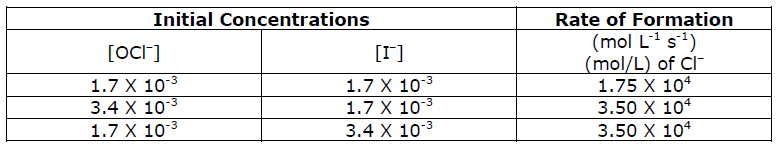 Initial Concentrations Rate of Formation
[OCl⁻] [I⁻] (mol L⁻¹ s⁻¹)
(mol/L) of Cl⁻
1.7 X 10⁻³ 1.7 X 10⁻³ 1.75 X 10⁴
3.4 X 10⁻³ 1.7 X 10⁻³ 3.50 X 10⁴
1.7 X 10⁻³ 3.4 X 10⁻³ 3.50 X 10⁴